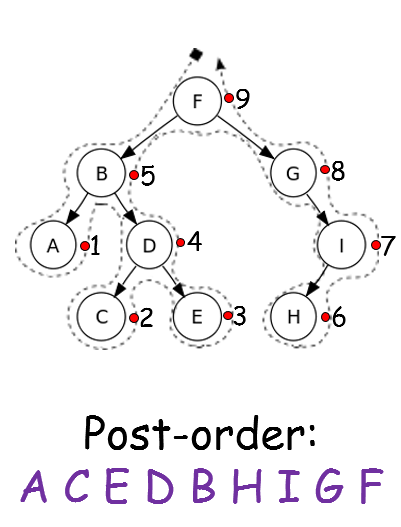 F 9
B 5
G 8
A 1
D 4
I 7
C 2
E 3
H 6
Post-order:
A C E D B H I G F